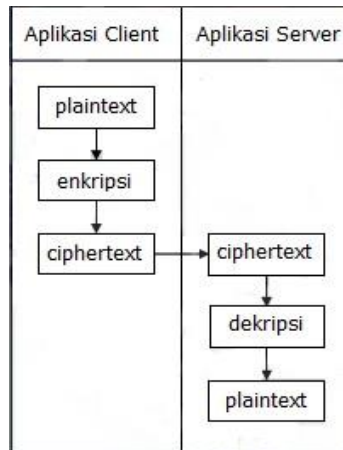 Aplikasi Client
Aplikasi Server
plaintext
enkripsi
ciphertext
ciphertext
dekripsi
plaintext